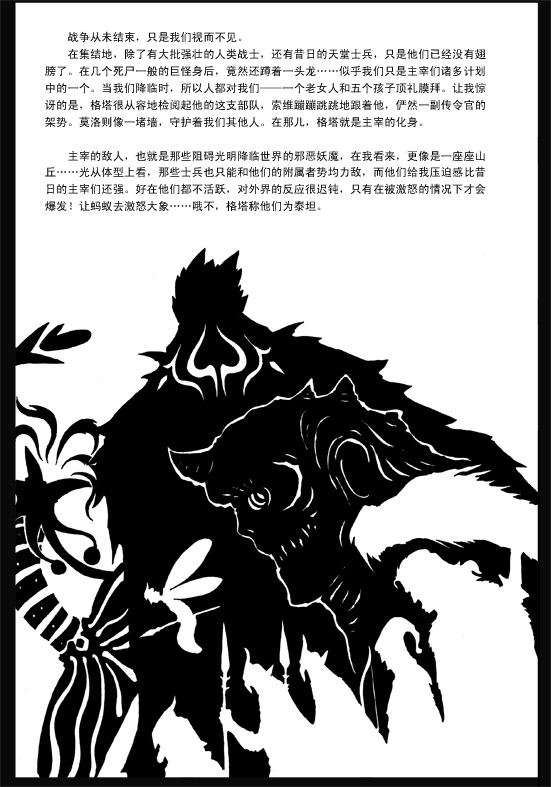 战争从未结束，只是我们视而不见。
在集结地，除了有大批强壮的人类战士，还有昔日的天堂士兵，只是他们已经没有翅
膀了。在几个死尸一般的巨怪身后，竟然还蹲着一头龙……似乎我们只是主宰们诸多计划
中的一个。当我们降临时，所以人都对我们——一个老女人和五个孩子顶礼膜拜。让我惊
讶的是，格塔很从容地检阅起他的这支部队，索维蹦蹦跳跳地跟着他，俨然一副传令官的
架势。莫洛则像一堵墙，守护着我们其他人。在那儿，格塔就是主宰的化身。
主宰的敌人，也就是那些阻碍光明降临世界的邪恶妖魔，在我看来，更像是一座座山
丘……光从体型上看，那些士兵也只能和他们的附属者势均力敌，而他们给我压迫感比昔
日的主宰们还强。好在他们都不活跃，对外界的反应很迟钝，只有在被激怒的情况下才会
爆发！让蚂蚁去激怒大象……哦不，格塔称他们为泰坦。